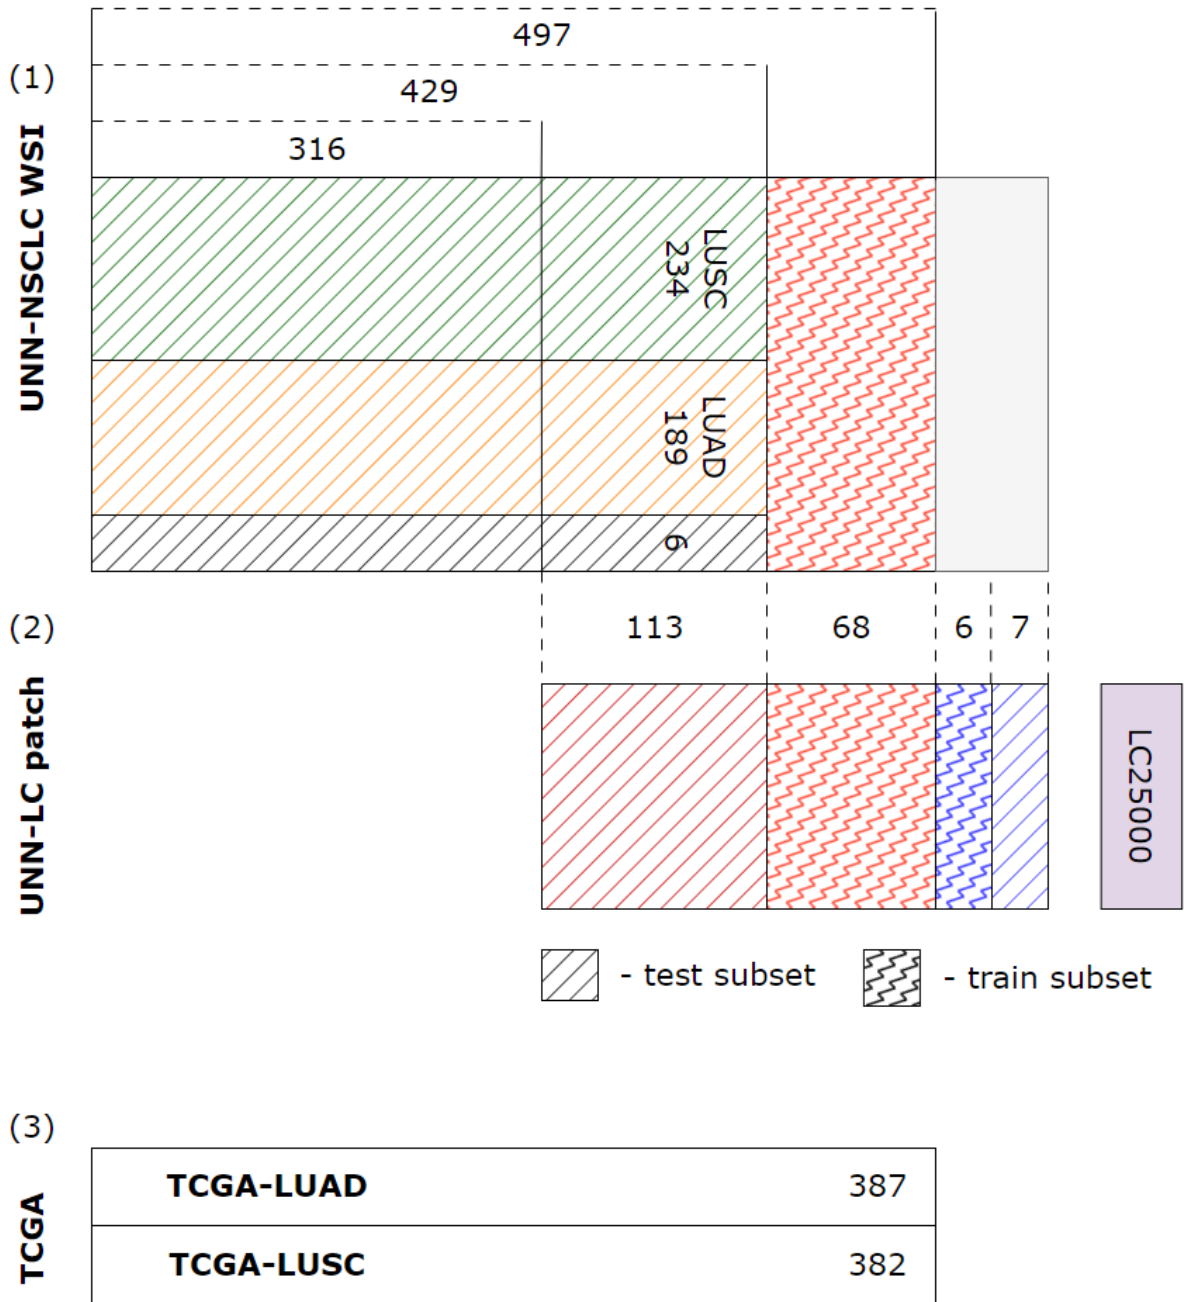 497
(1)
429
316
UNN-NSCLC WSI
LUSC
234
LUAD
189
6
(2)
113
68
6
7
UNN-LC patch
LC25000
- test subset
- train subset
(3)
TCGA
TCGA-LUAD
387
TCGA-LUSC
382